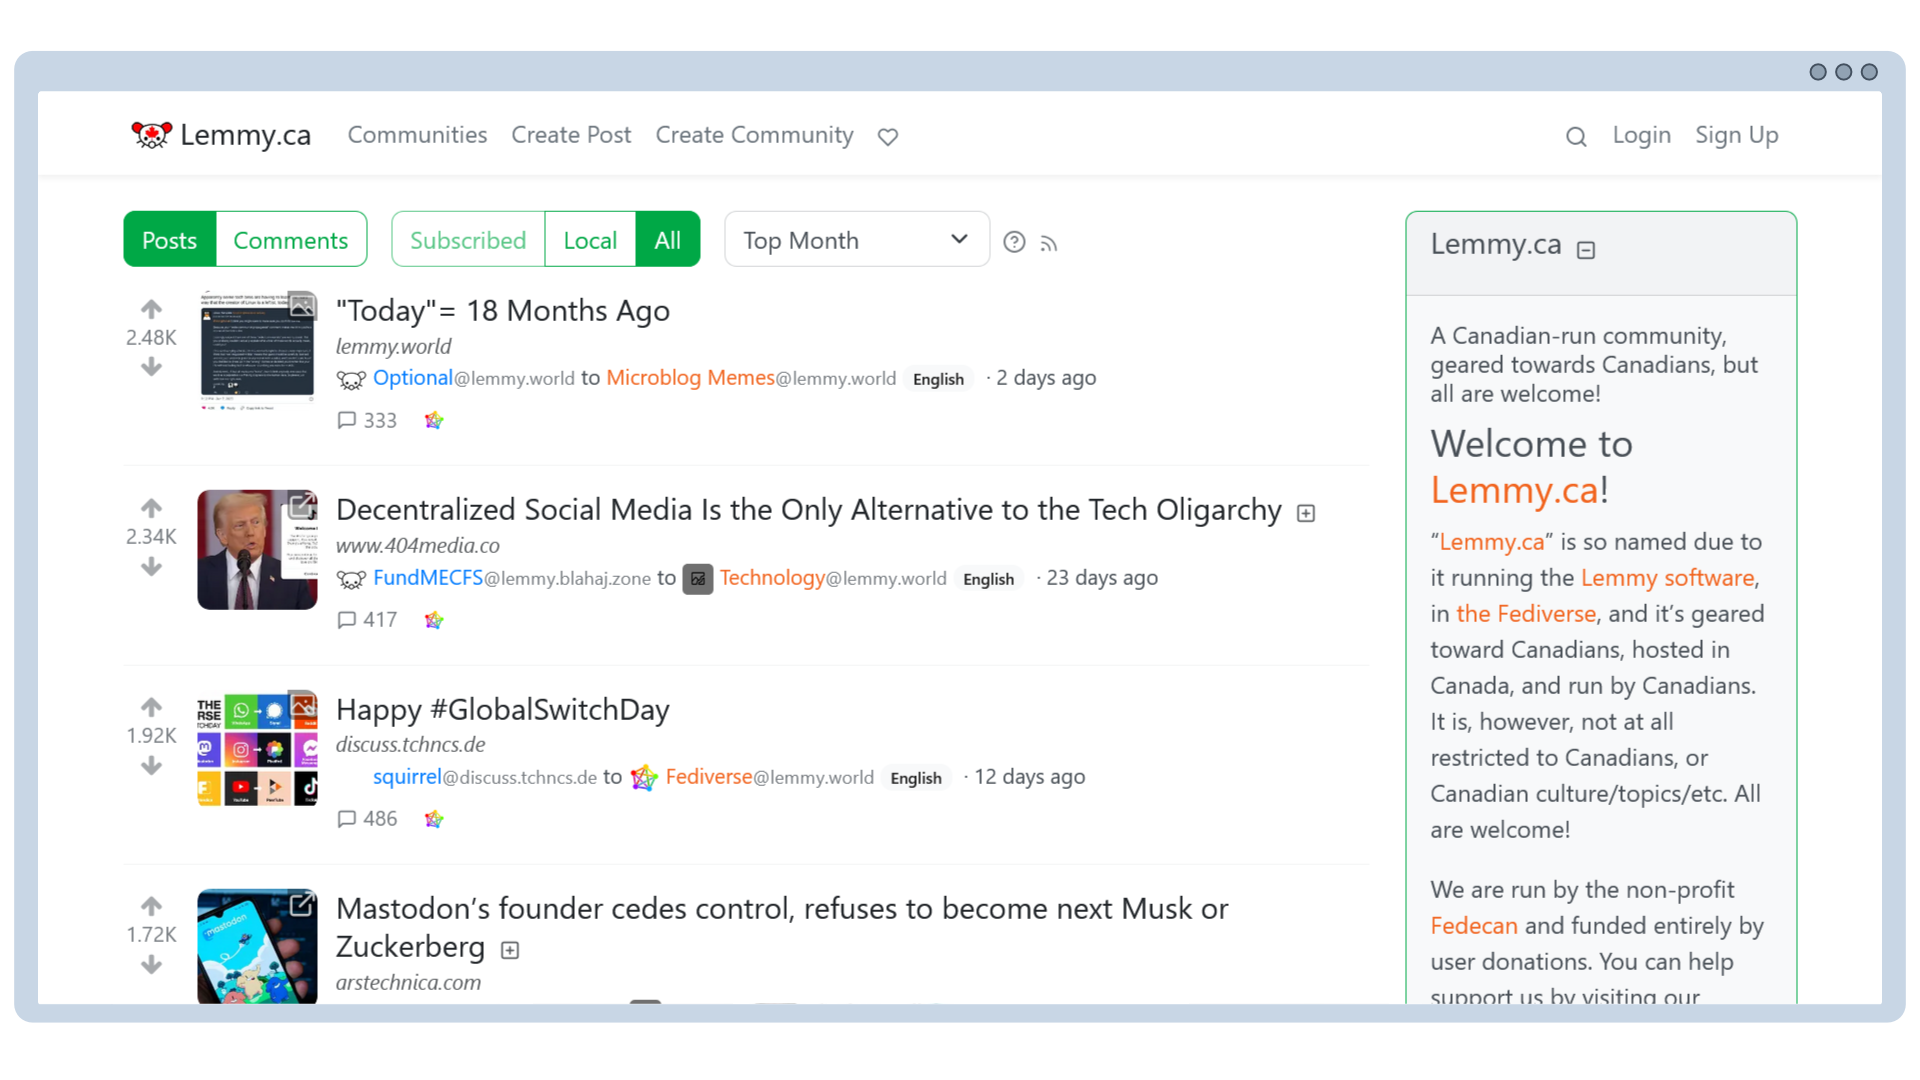 Lemmy.ca Communities Create Post Create Community Login Sign Up
Posts Comments Subscribed Local All Top Month
2.48K
"Today"= 18 Months Ago
lemmy.world
Optional@lemmy.world to Microblog Memes@lemmy.world English · 2 days ago
333
2.34K
Decentralized Social Media Is the Only Alternative to the Tech Oligarchy
www.404media.co
FundMECFS@lemmy.blahaj.zone to Technology@lemmy.world English · 23 days ago
417
1.92K
THE
RSE
TCHDAY
Happy #GlobalSwitchDay
discuss.tchncs.de
squirrel@discuss.tchncs.de to Fediverse@lemmy.world English · 12 days ago
486
1.72K
mastodon
Mastodon’s founder cedes control, refuses to become next Musk or
Zuckerberg
arstechnica.com
Lemmy.ca
A Canadian-run community,
geared towards Canadians, but
all are welcome!
Welcome to
Lemmy.ca!
“Lemmy.ca” is so named due to
it running the Lemmy software,
in the Fediverse, and it’s geared
toward Canadians, hosted in
Canada, and run by Canadians.
It is, however, not at all
restricted to Canadians, or
Canadian culture/topics/etc. All
are welcome!
We are run by the non-profit
Fedecan and funded entirely by
user donations. You can help
support us by visiting our